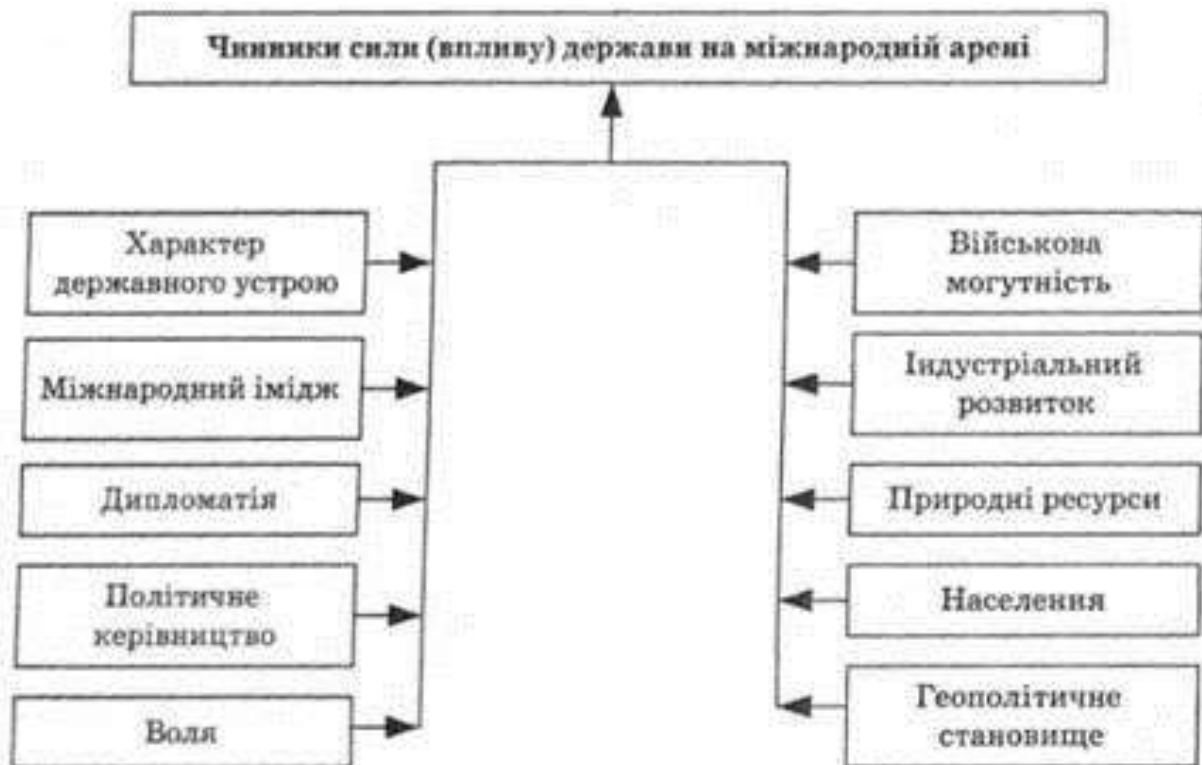 Чинники сили (впливу) держави на міжнародній арені
Характер
державного устрою
Міжнародний імідж
Дипломатія
Політичне
керівництво
Воля
Військова
могутність
Індустріальний
розвиток
Природні ресурси
Населення
Геополітичне
становище